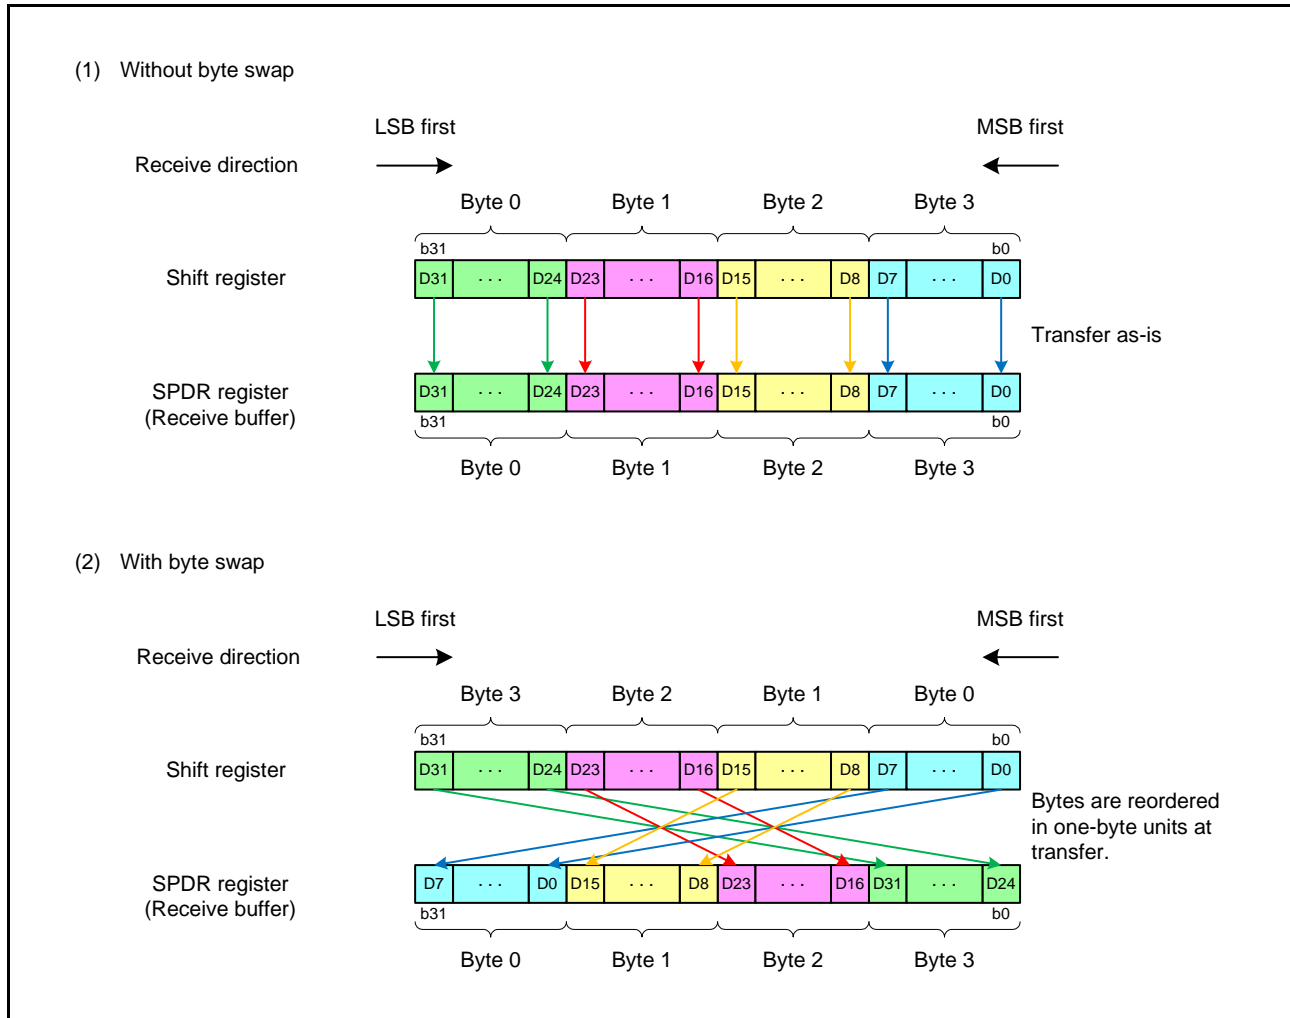 (1) Without byte swap
LSB first MSB first
Receive direction
Byte 0 Byte 1 Byte 2 Byte 3
b31 b0
Shift register D31 · · · D24 D23 · · · D16 D15 · · · D8 D7 · · · D0
Transfer as-is
SPDR register
(Receive buffer) D31 · · · D24 D23 · · · D16 D15 · · · D8 D7 · · · D0
b31 b0
Byte 0 Byte 1 Byte 2 Byte 3
(2) With byte swap
LSB first MSB first
Receive direction
Byte 3 Byte 2 Byte 1 Byte 0
b31 b0
Shift register D31 · · · D24 D23 · · · D16 D15 · · · D8 D7 · · · D0
Bytes are reordered
in one-byte units at
transfer.
SPDR register
(Receive buffer) D7 · · · D0 D15 · · · D8 D23 · · · D16 D31 · · · D24
b31 b0
Byte 0 Byte 1 Byte 2 Byte 3